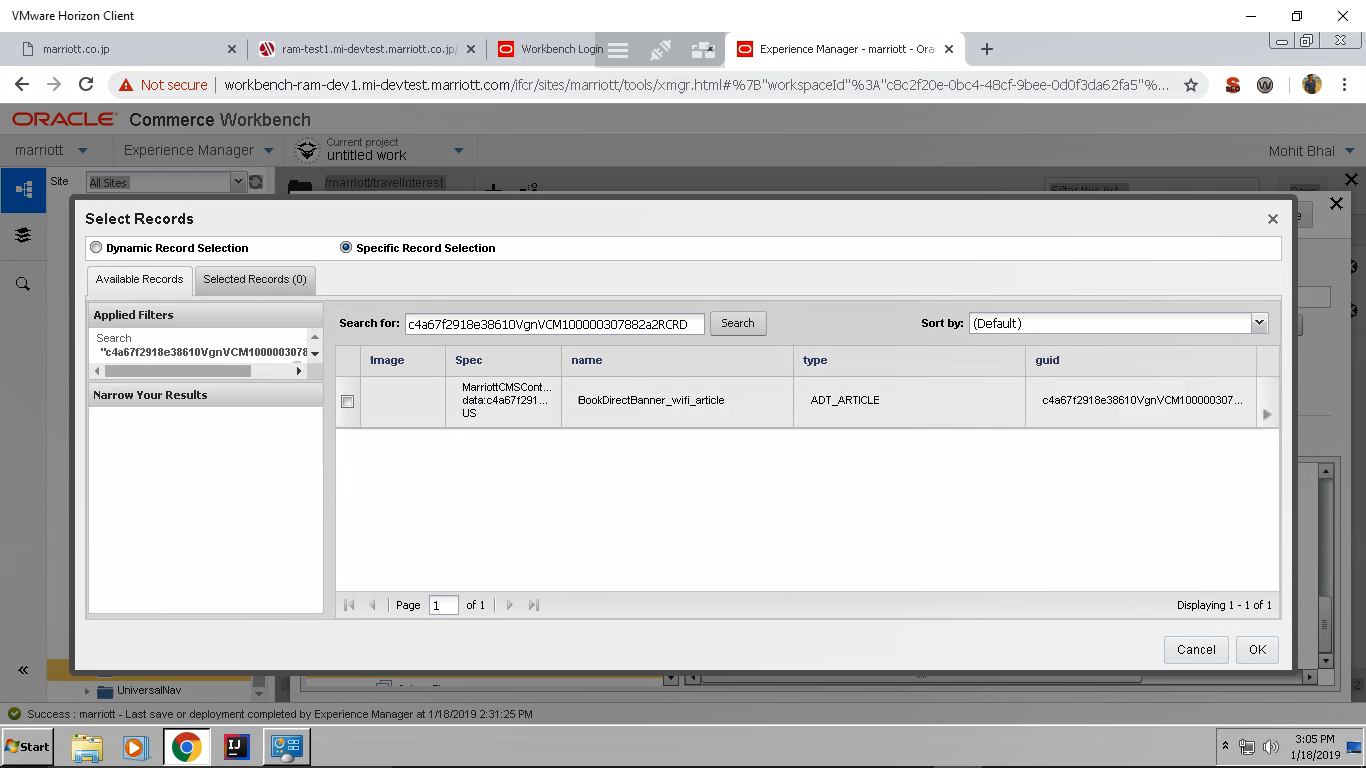 VMware Horizon Client
marriott.co.jp
ram-test1.mi-devtest.marriott.co.jp/
Workbench Login
Experience Manager - marriott - Ora
Not secure
workbench-ram-dev1.mi-devtest.marriott.com/ifcr/sites/marriott/tools/xmgr.html#%7B"workspaceId"%3A"c8c2f20e-0bc4-48cf-9bee-0d0f3da62fa5"%...
ORACLE Commerce Workbench
marriott
Experience Manager
Current project
untitled work
Mohit Bhal
Site
All Sites
/marriott/travelInterest
Filter this list
Save
Select Records
Dynamic Record Selection
Specific Record Selection
Available Records
Selected Records (0)
Applied Filters
Search
"c4a67f2918e38610VgnVCM10000003078
Narrow Your Results
Search for:
c4a67f2918e38610VgnVCM100000307882a2RCRD
Search
Sort by:
(Default)
Image
Spec
name
type
guid
MarriottCMSCont...
data:c4a67f291...
US
BookDirectBanner_wifi_article
ADT_ARTICLE
c4a67f2918e38610VgnVCM100000307...
Page 1 of 1
Displaying 1 - 1 of 1
Cancel
OK
UniversalNav
2
Success : marriott - Last save or deployment completed by Experience Manager at 1/18/2019 2:31:25 PM
Start
3:05 PM
1/18/2019